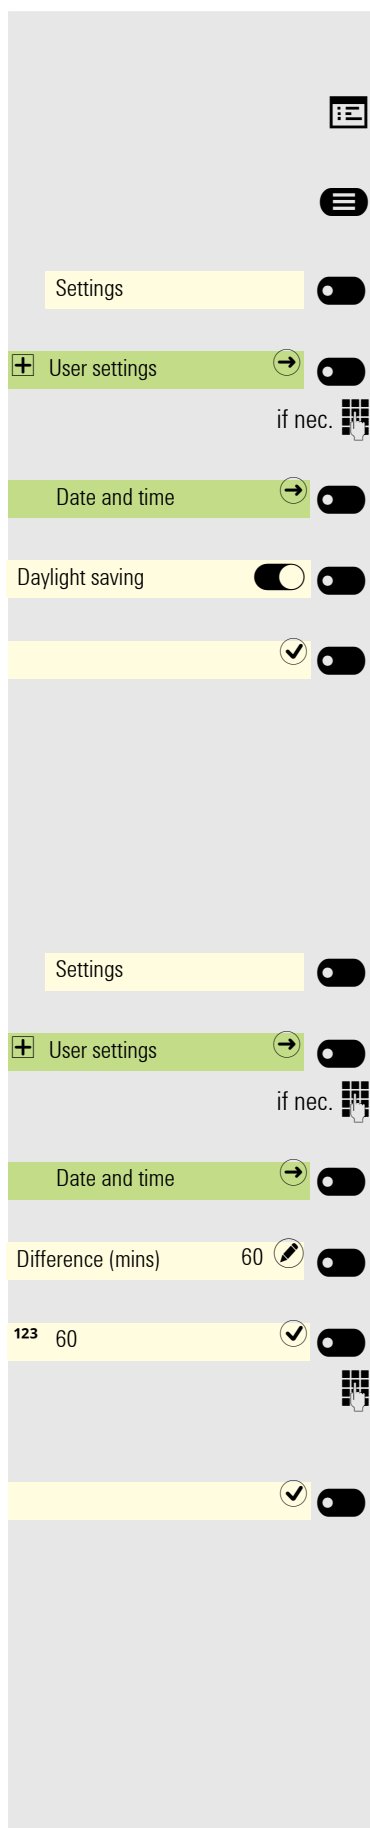 Settings
User settings
if nec.
Date and time
Daylight saving
Settings
User settings
if nec.
Date and time
Difference (mins) 60
123 60